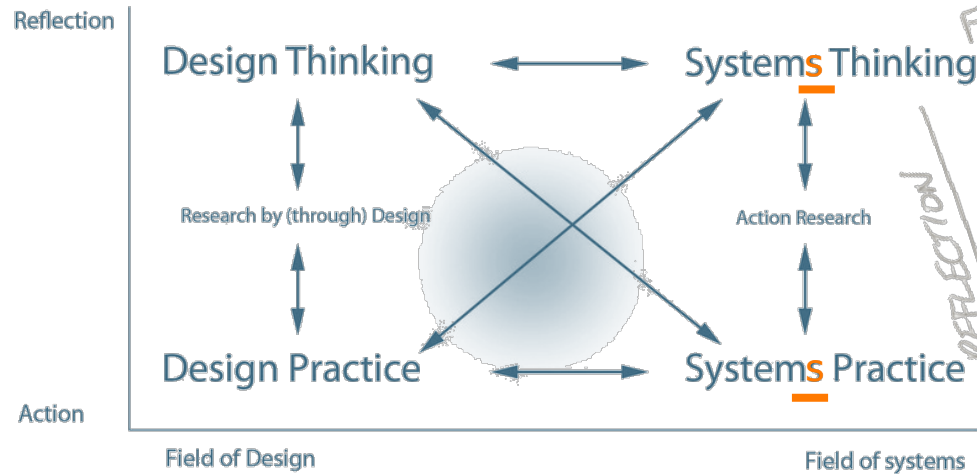 Reflection
Design Thinking
Systems Thinking
Research by (through) Design
Action Research
REFLECTION
Design Practice
Systems Practice
Action
Field of Design
Field of systems